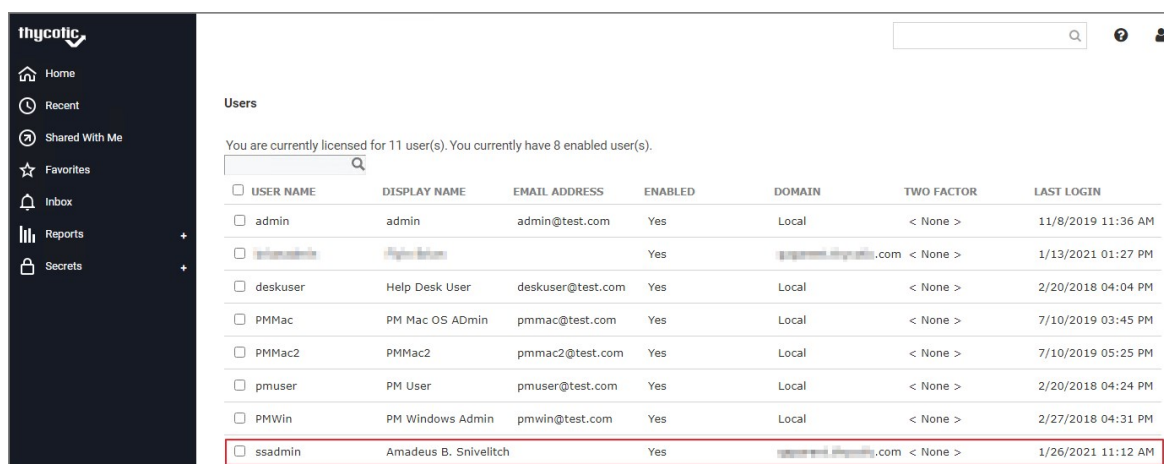 thycotic
Home
Recent
Shared With Me
Favorites
Inbox
Reports +
Secrets +
Users
You are currently licensed for 11 user(s). You currently have 8 enabled user(s).
USER NAME DISPLAY NAME EMAIL ADDRESS ENABLED DOMAIN TWO FACTOR LAST LOGIN
admin admin admin@test.com Yes Local < None > 11/8/2019 11:36 AM
Yes .com < None > 1/13/2021 01:27 PM
deskuser Help Desk User deskuser@test.com Yes Local < None > 2/20/2018 04:04 PM
PMMac PM Mac OS ADmin pmmac@test.com Yes Local < None > 7/10/2019 03:45 PM
PMMac2 PMMac2 pmmac2@test.com Yes Local < None > 7/10/2019 05:25 PM
pmuser PM User pmuser@test.com Yes Local < None > 2/20/2018 04:24 PM
PMWin PM Windows Admin pmwin@test.com Yes Local < None > 2/27/2018 04:31 PM
ssadmin Amadeus B. Snivelitch Yes .com < None > 1/26/2021 11:12 AM